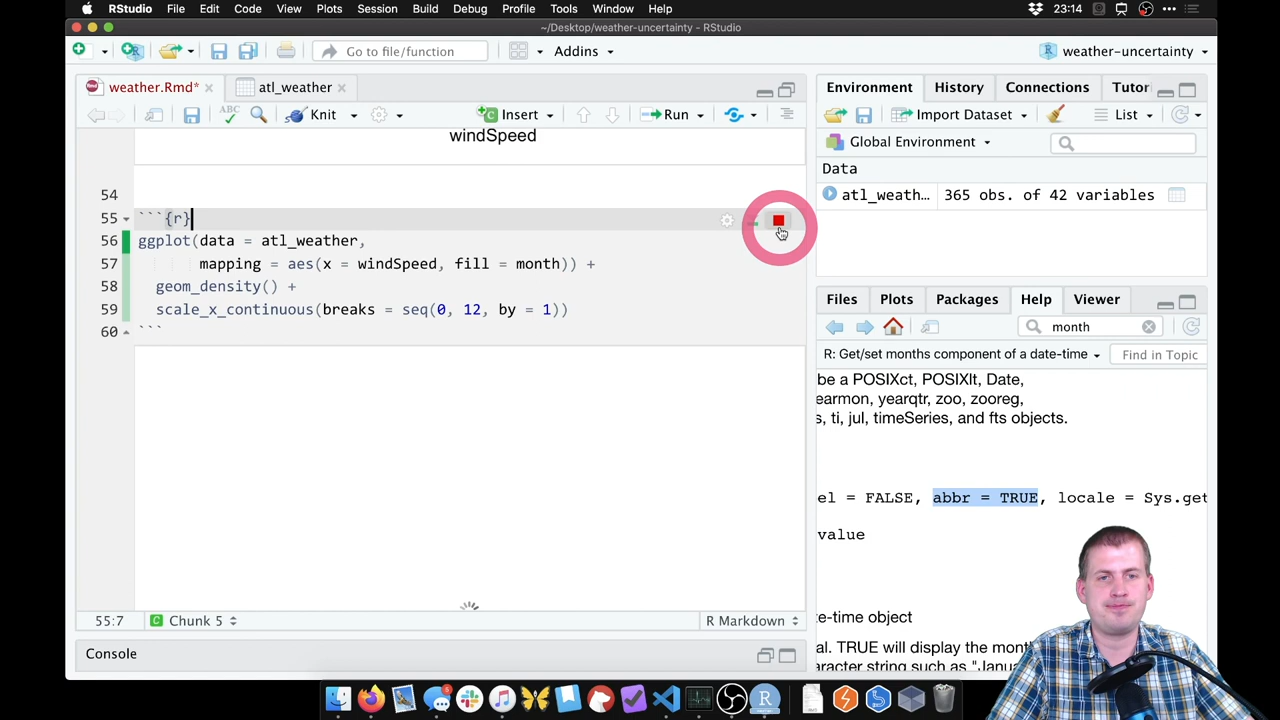 RStudio File Edit Code View Plots Session Build Debug Profile Tools Window Help 23:14
~/Desktop/weather-uncertainty - RStudio
Go to file/function Addins weather-uncertainty
weather.Rmd* atl_weather
ABC Knit Insert Run
windSpeed
54
55 ```{r}
56 ggplot(data = atl_weather,
57 mapping = aes(x = windSpeed, fill = month)) +
58 geom_density() +
59 scale_x_continuous(breaks = seq(0, 12, by = 1))
60 ```
55:7 Chunk 5 R Markdown
Console
Environment History Connections Tutor
Import Dataset List
Global Environment
Data
atl_weath… 365 obs. of 42 variables
Files Plots Packages Help Viewer
month
R: Get/set months component of a date-time Find in Topic
be a POSIXct, POSIXlt, Date,
earmon, yearqtr, zoo, zooreg,
s, ti, jul, timeSeries, and fts objects.
el = FALSE, abbr = TRUE, locale = Sys.get
value
te-time object
al. TRUE will display the mont
aracter string such as "Janua